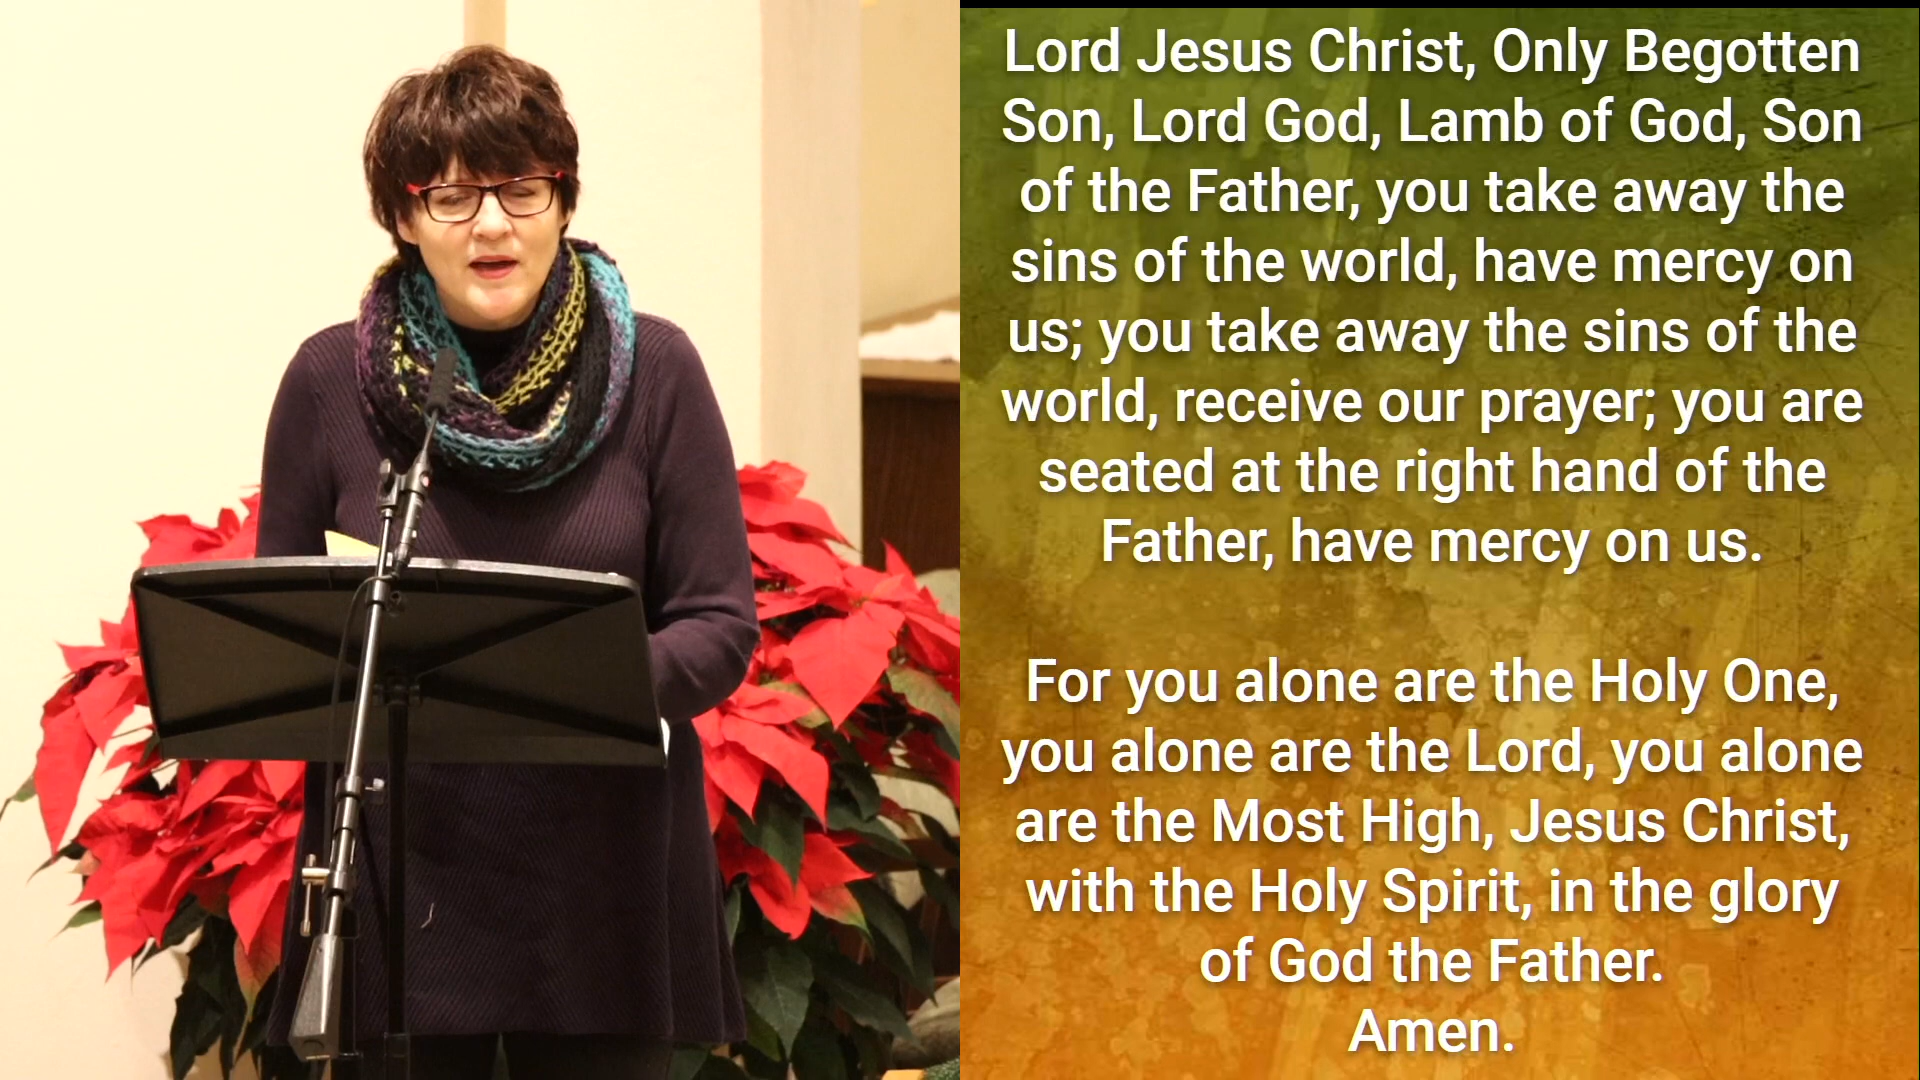 Lord Jesus Christ, Only Begotten
Son, Lord God, Lamb of God, Son
of the Father, you take away the
sins of the world, have mercy on
us; you take away the sins of the
world, receive our prayer; you are
seated at the right hand of the
Father, have mercy on us.
For you alone are the Holy One,
you alone are the Lord, you alone
are the Most High, Jesus Christ,
with the Holy Spirit, in the glory
of God the Father.
Amen.